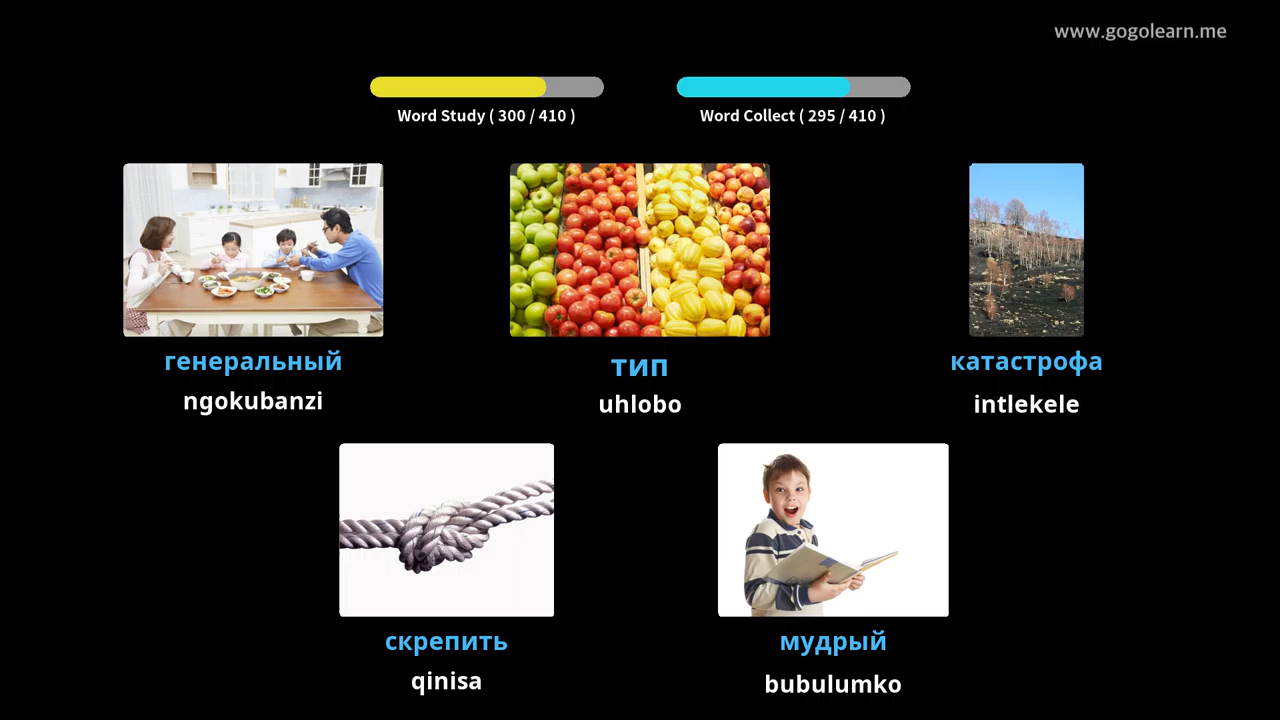 www.gogolearn.me
Word Study ( 300 / 410 )
Word Collect ( 295 / 410 )
генеральный
ngokubanzi
тип
uhlobo
катастрофа
intlekele
скрепить
qinisa
мудрый
bubulumko